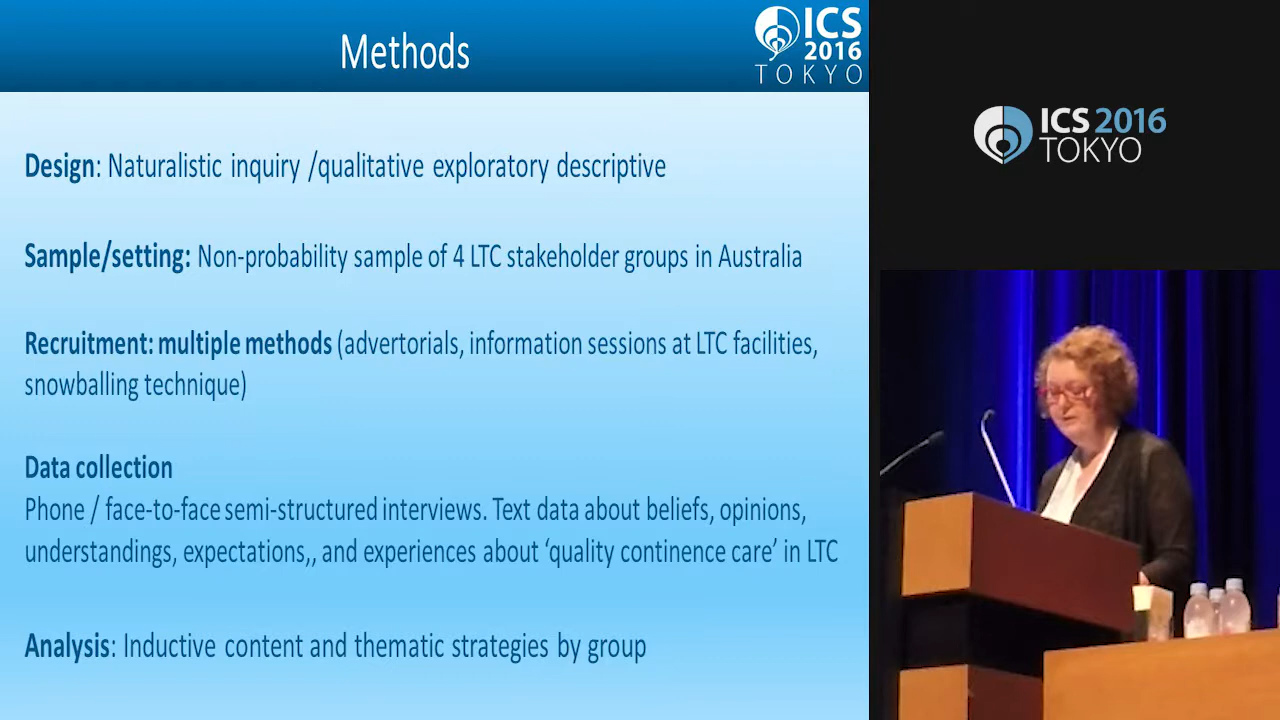 Methods
ICS
2016
TOKYO
Design: Naturalistic inquiry /qualitative exploratory descriptive
Sample/setting: Non-probability sample of 4 LTC stakeholder groups in Australia
Recruitment: multiple methods (advertorials, information sessions at LTC facilities,
snowballing technique)
Data collection
Phone / face-to-face semi-structured interviews. Text data about beliefs, opinions,
understandings, expectations,, and experiences about ‘quality continence care’ in LTC
Analysis: Inductive content and thematic strategies by group
ICS 2016
TOKYO